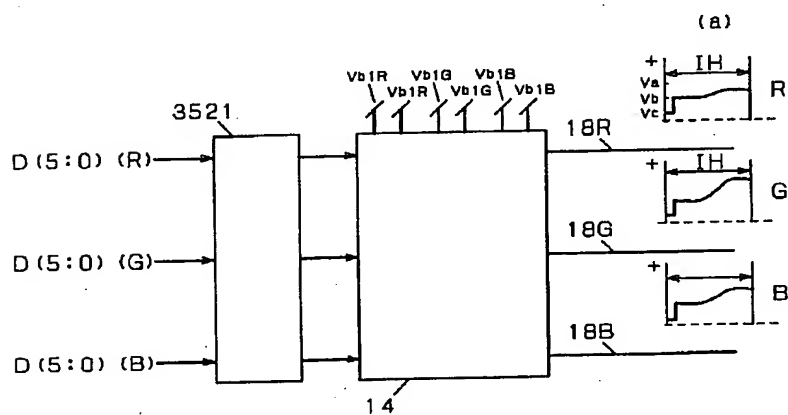 (a)
Vb1R Vb1G Vb1B
Vb1R Vb1G Vb1B
+ IH
Va
Vb
Vc
R
3521
18R
D(5:0) (R)
+ IH
G
18G
D(5:0) (G)
+
B
18B
D(5:0) (B)
14